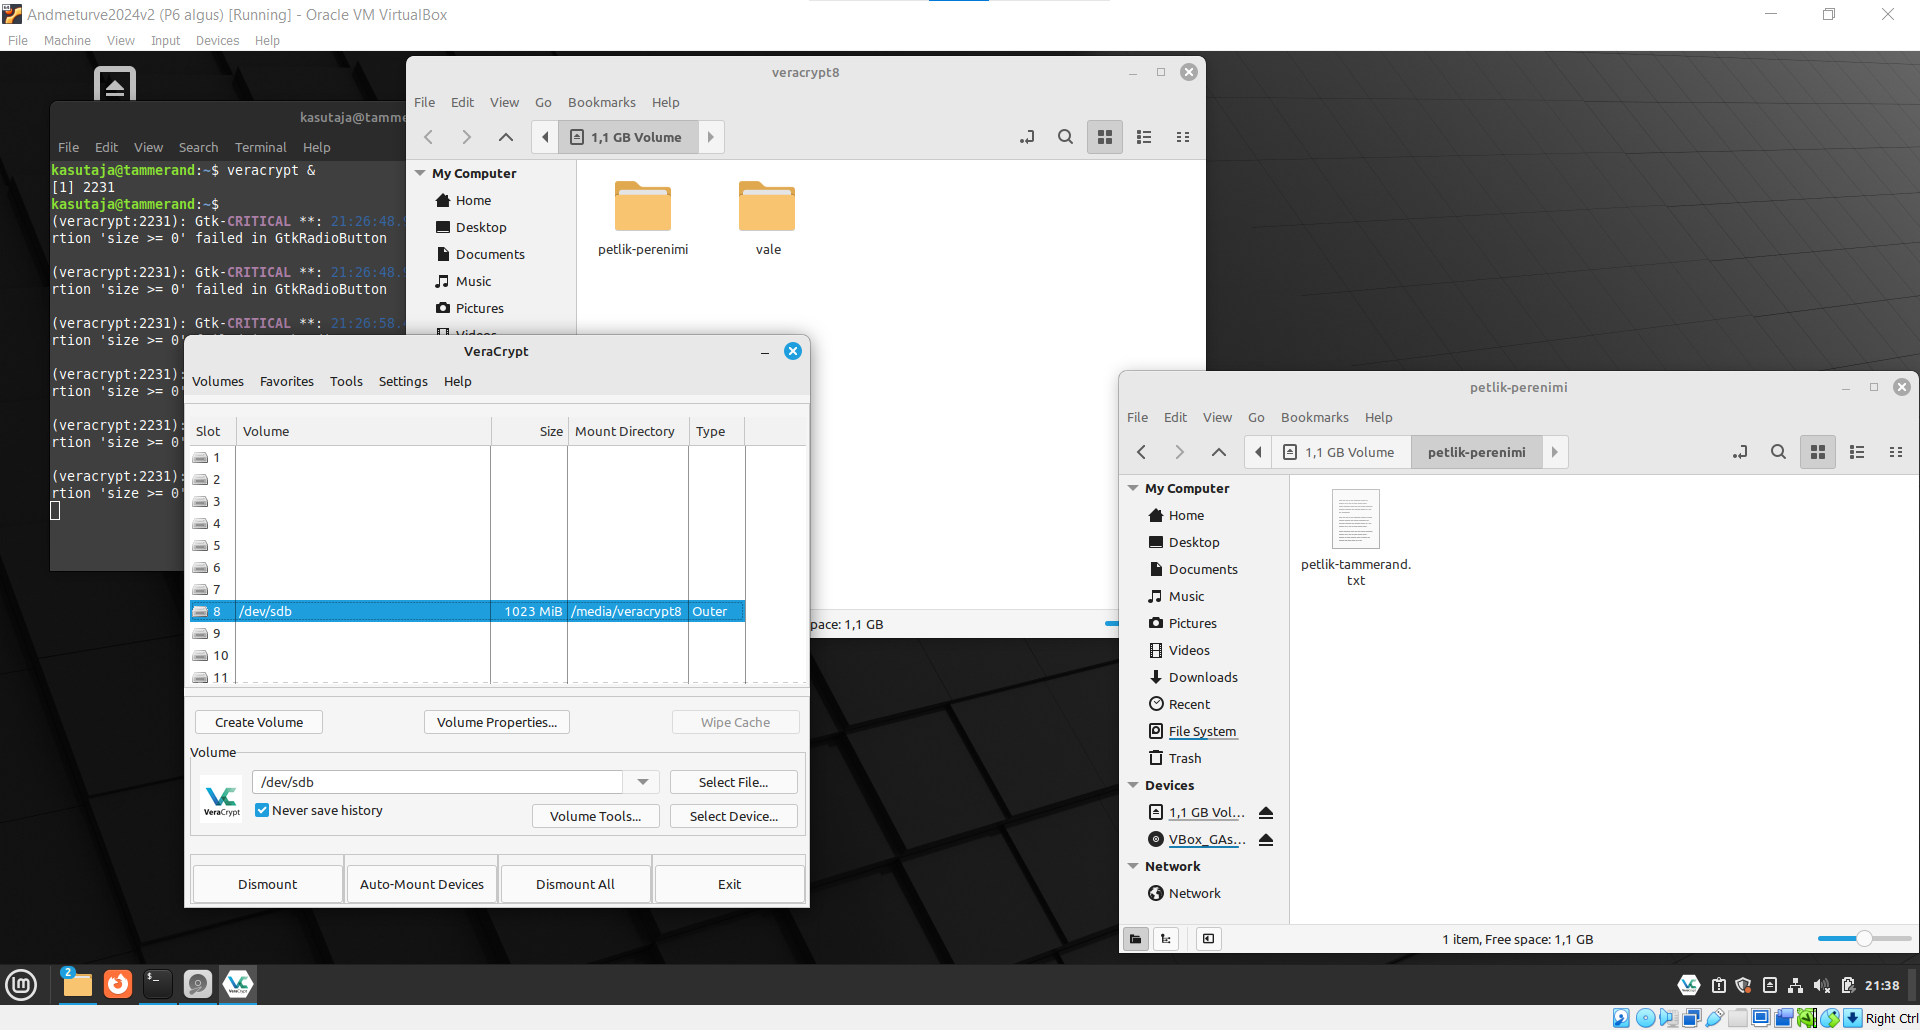 Andmeturve2024v2 (P6 algus) [Running] - Oracle VM VirtualBox
File Machine View Input Devices Help
kasutaja@tamme
File Edit View Search Terminal Help
kasutaja@tammerand:~$ veracrypt &
[1] 2231
kasutaja@tammerand:~$
(veracrypt:2231): Gtk-CRITICAL **: 21:26:48.
rtion 'size >= 0' failed in GtkRadioButton
(veracrypt:2231): Gtk-CRITICAL **: 21:26:48.
rtion 'size >= 0' failed in GtkRadioButton
(veracrypt:2231): Gtk-CRITICAL **: 21:26:58.
rtion 'size >= 0'
(veracrypt:2231):
rtion 'size >= 0'
(veracrypt:2231):
rtion 'size >= 0'
(veracrypt:2231):
rtion 'size >= 0'
veracrypt8
File Edit View Go Bookmarks Help
1,1 GB Volume
My Computer
Home
Desktop
Documents
Music
Pictures
Videos
petlik-perenimi
vale
pace: 1,1 GB
VeraCrypt
Volumes Favorites Tools Settings Help
Slot Volume Size Mount Directory Type
1
2
3
4
5
6
7
8 /dev/sdb 1023 MiB /media/veracrypt8 Outer
9
10
11
Create Volume Volume Properties... Wipe Cache
Volume
VeraCrypt
/dev/sdb Select File...
Never save history Volume Tools... Select Device...
Dismount Auto-Mount Devices Dismount All Exit
petlik-perenimi
File Edit View Go Bookmarks Help
1,1 GB Volume petlik-perenimi
My Computer
Home
Desktop
Documents
Music
Pictures
Videos
Downloads
Recent
File System
Trash
Devices
1,1 GB Vol...
VBox_GAs...
Network
Network
petlik-tammerand.
txt
1 item, Free space: 1,1 GB
2
21:38
Right Ctrl